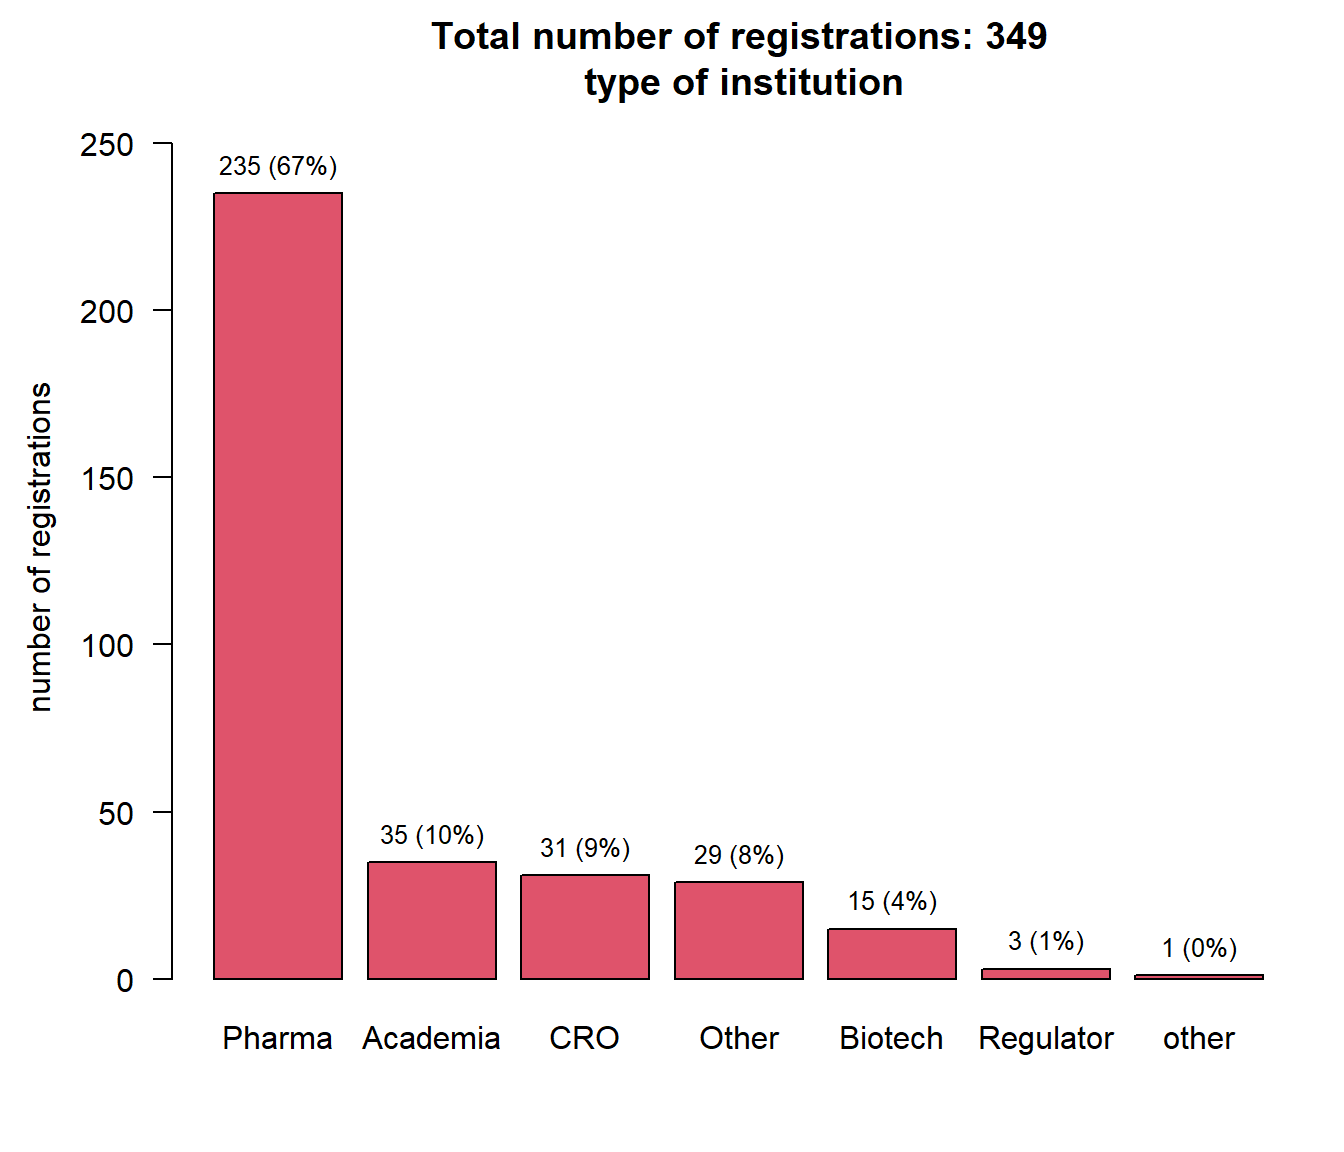 Total number of registrations: 349
type of institution
number of registrations
250
200
150
100
50
0
235 (67%)
35 (10%)
31 (9%)
29 (8%)
15 (4%)
3 (1%)
1 (0%)
Pharma
Academia
CRO
Other
Biotech
Regulator
other